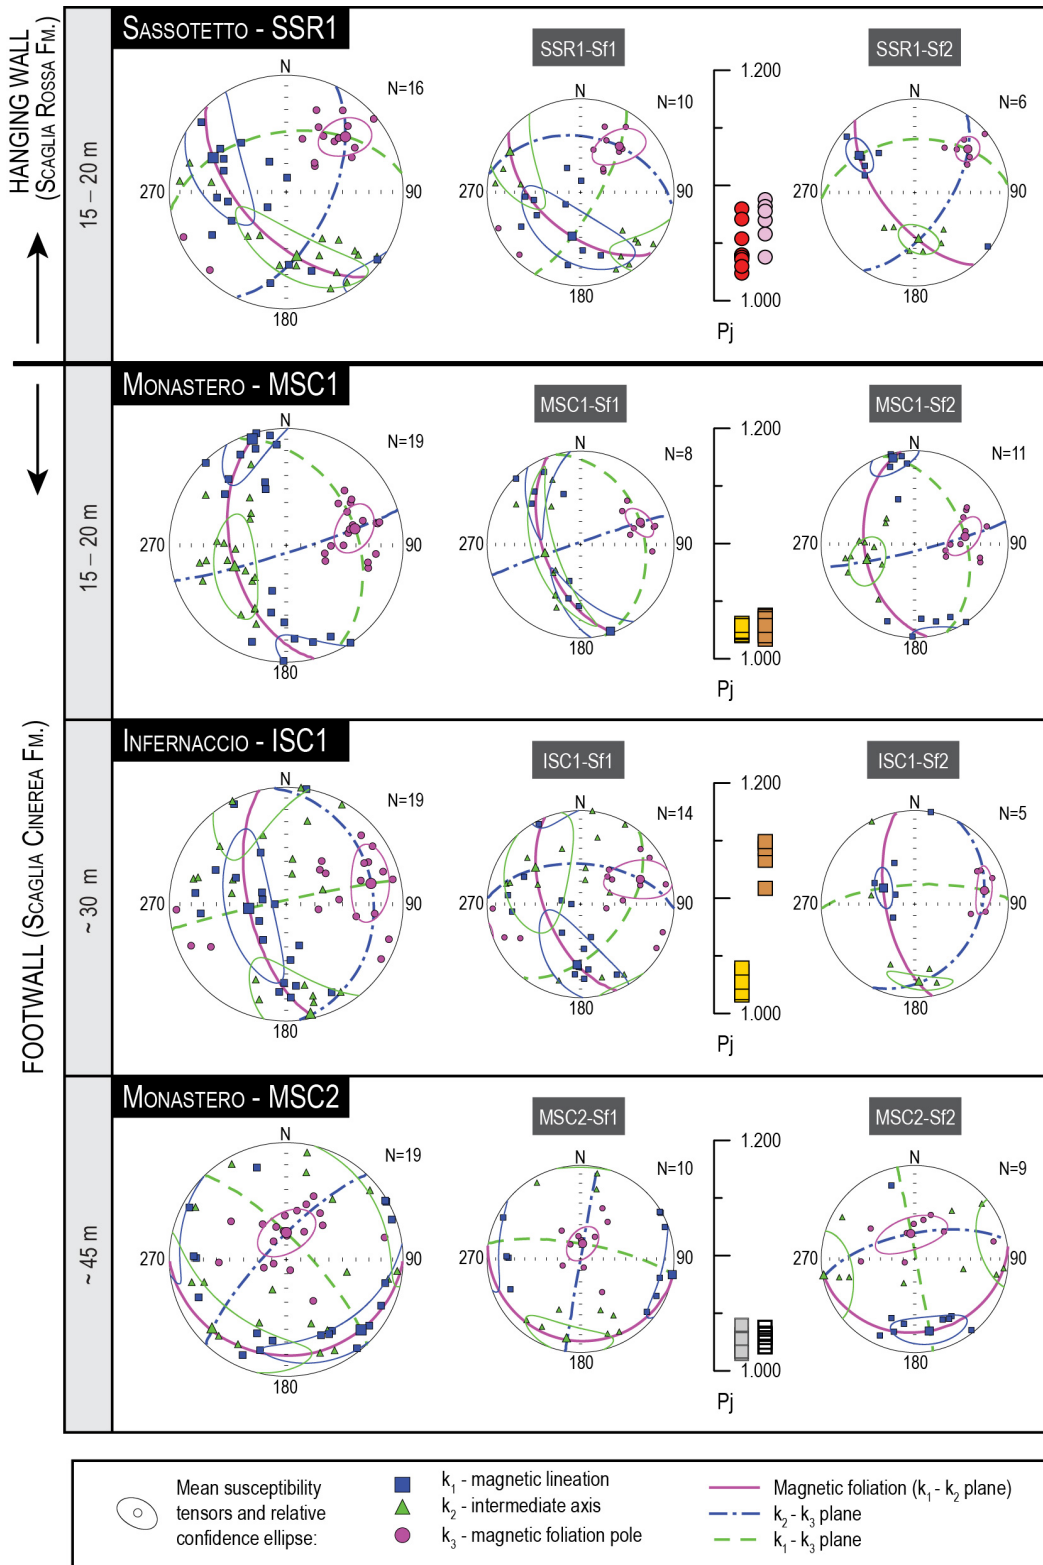 HANGING WALL
(SCAGLIA ROSSA FM.)
15 – 20 m
SASSOTETTO - SSR1
N
N=16
270
90
180
SSR1-Sf1
N
N=10
270
90
180
1.200
1.000
Pj
SSR1-Sf2
N
N=6
270
90
180
FOOTWALL (SCAGLIA CINEREA FM.)
15 – 20 m
MONASTERO - MSC1
N
N=19
270
90
180
MSC1-Sf1
N
N=8
270
90
180
1.200
1.000
Pj
MSC1-Sf2
N
N=11
270
90
180
~ 30 m
INFERNACCIO - ISC1
N
N=19
270
90
180
ISC1-Sf1
N
N=14
270
90
180
1.200
1.000
Pj
ISC1-Sf2
N
N=5
270
90
180
~ 45 m
MONASTERO - MSC2
N
N=19
270
90
180
MSC2-Sf1
N
N=10
270
90
180
1.200
1.000
Pj
MSC2-Sf2
N
N=9
270
90
180
Mean susceptibility
tensors and relative
confidence ellipse:
k1 - magnetic lineation
k2 - intermediate axis
k3 - magnetic foliation pole
Magnetic foliation (k1 - k2 plane)
k2 - k3 plane
k1 - k3 plane